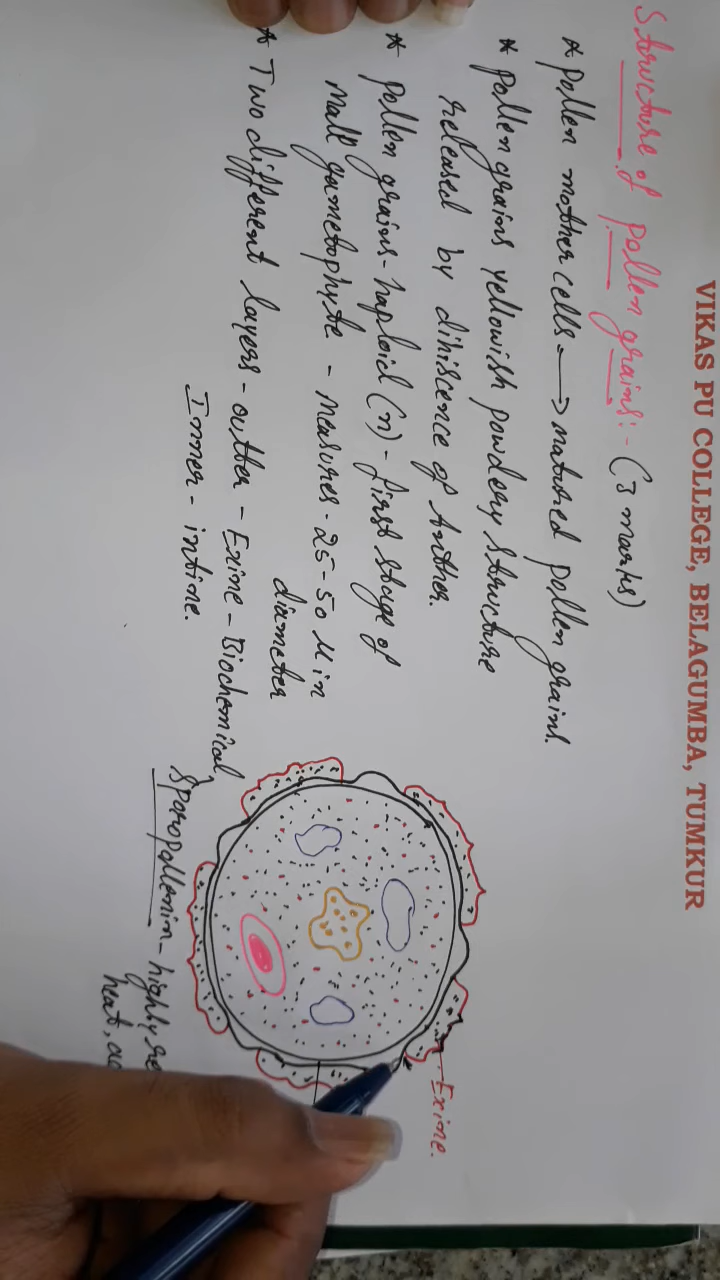 VIKAS PU COLLEGE, BELAGUMBA, TUMKUR
Structure of pollen grains:- (3 marks)
* pollen mother cells → matured pollen grains.
* pollen grains yellowish powdery structure
released by dihiscence of Anther.
* pollen grains - haploid (n) - first stage of
male gametophyte - measures - 25-50 µ in
diameter
* Two different layers - outter - Exine - Biochemical
Inner - intine.
Sporopollenin - highly re
heat, ac
Exine.